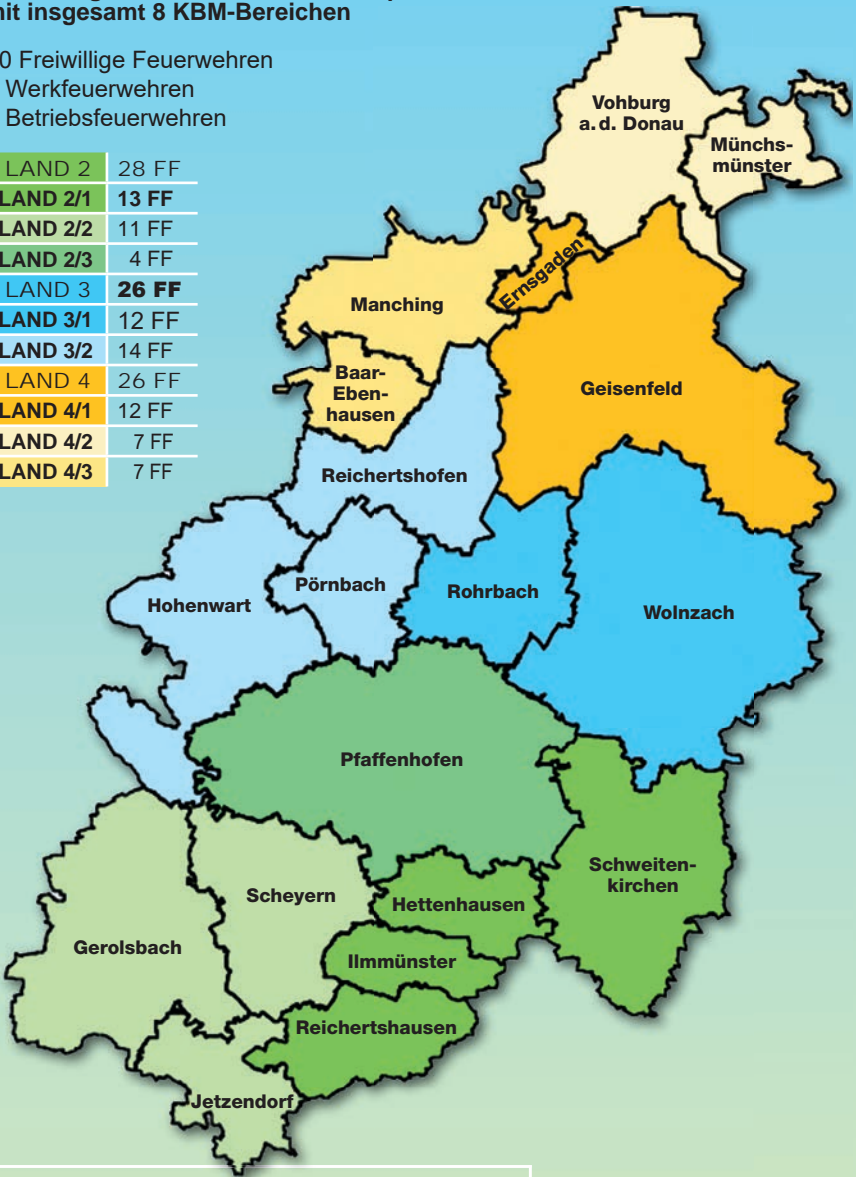 mit insgesamt 8 KBM-Bereichen
0 Freiwillige Feuerwehren
Werkfeuerwehren
Betriebsfeuerwehren
LAND 2 28 FF
LAND 2/1 13 FF
LAND 2/2 11 FF
LAND 2/3 4 FF
LAND 3 26 FF
LAND 3/1 12 FF
LAND 3/2 14 FF
LAND 4 26 FF
LAND 4/1 12 FF
LAND 4/2 7 FF
LAND 4/3 7 FF
Vohburg
a. d. Donau
Münchs-
münster
Ernsgaden
Manching
Baar-
Eben-
hausen
Geisenfeld
Reichertshofen
Pörnbach
Rohrbach
Hohenwart
Wolnzach
Pfaffenhofen
Schweiten-
kirchen
Scheyern
Hettenhausen
Gerolsbach
Ilmmünster
Reichertshausen
Jetzendorf